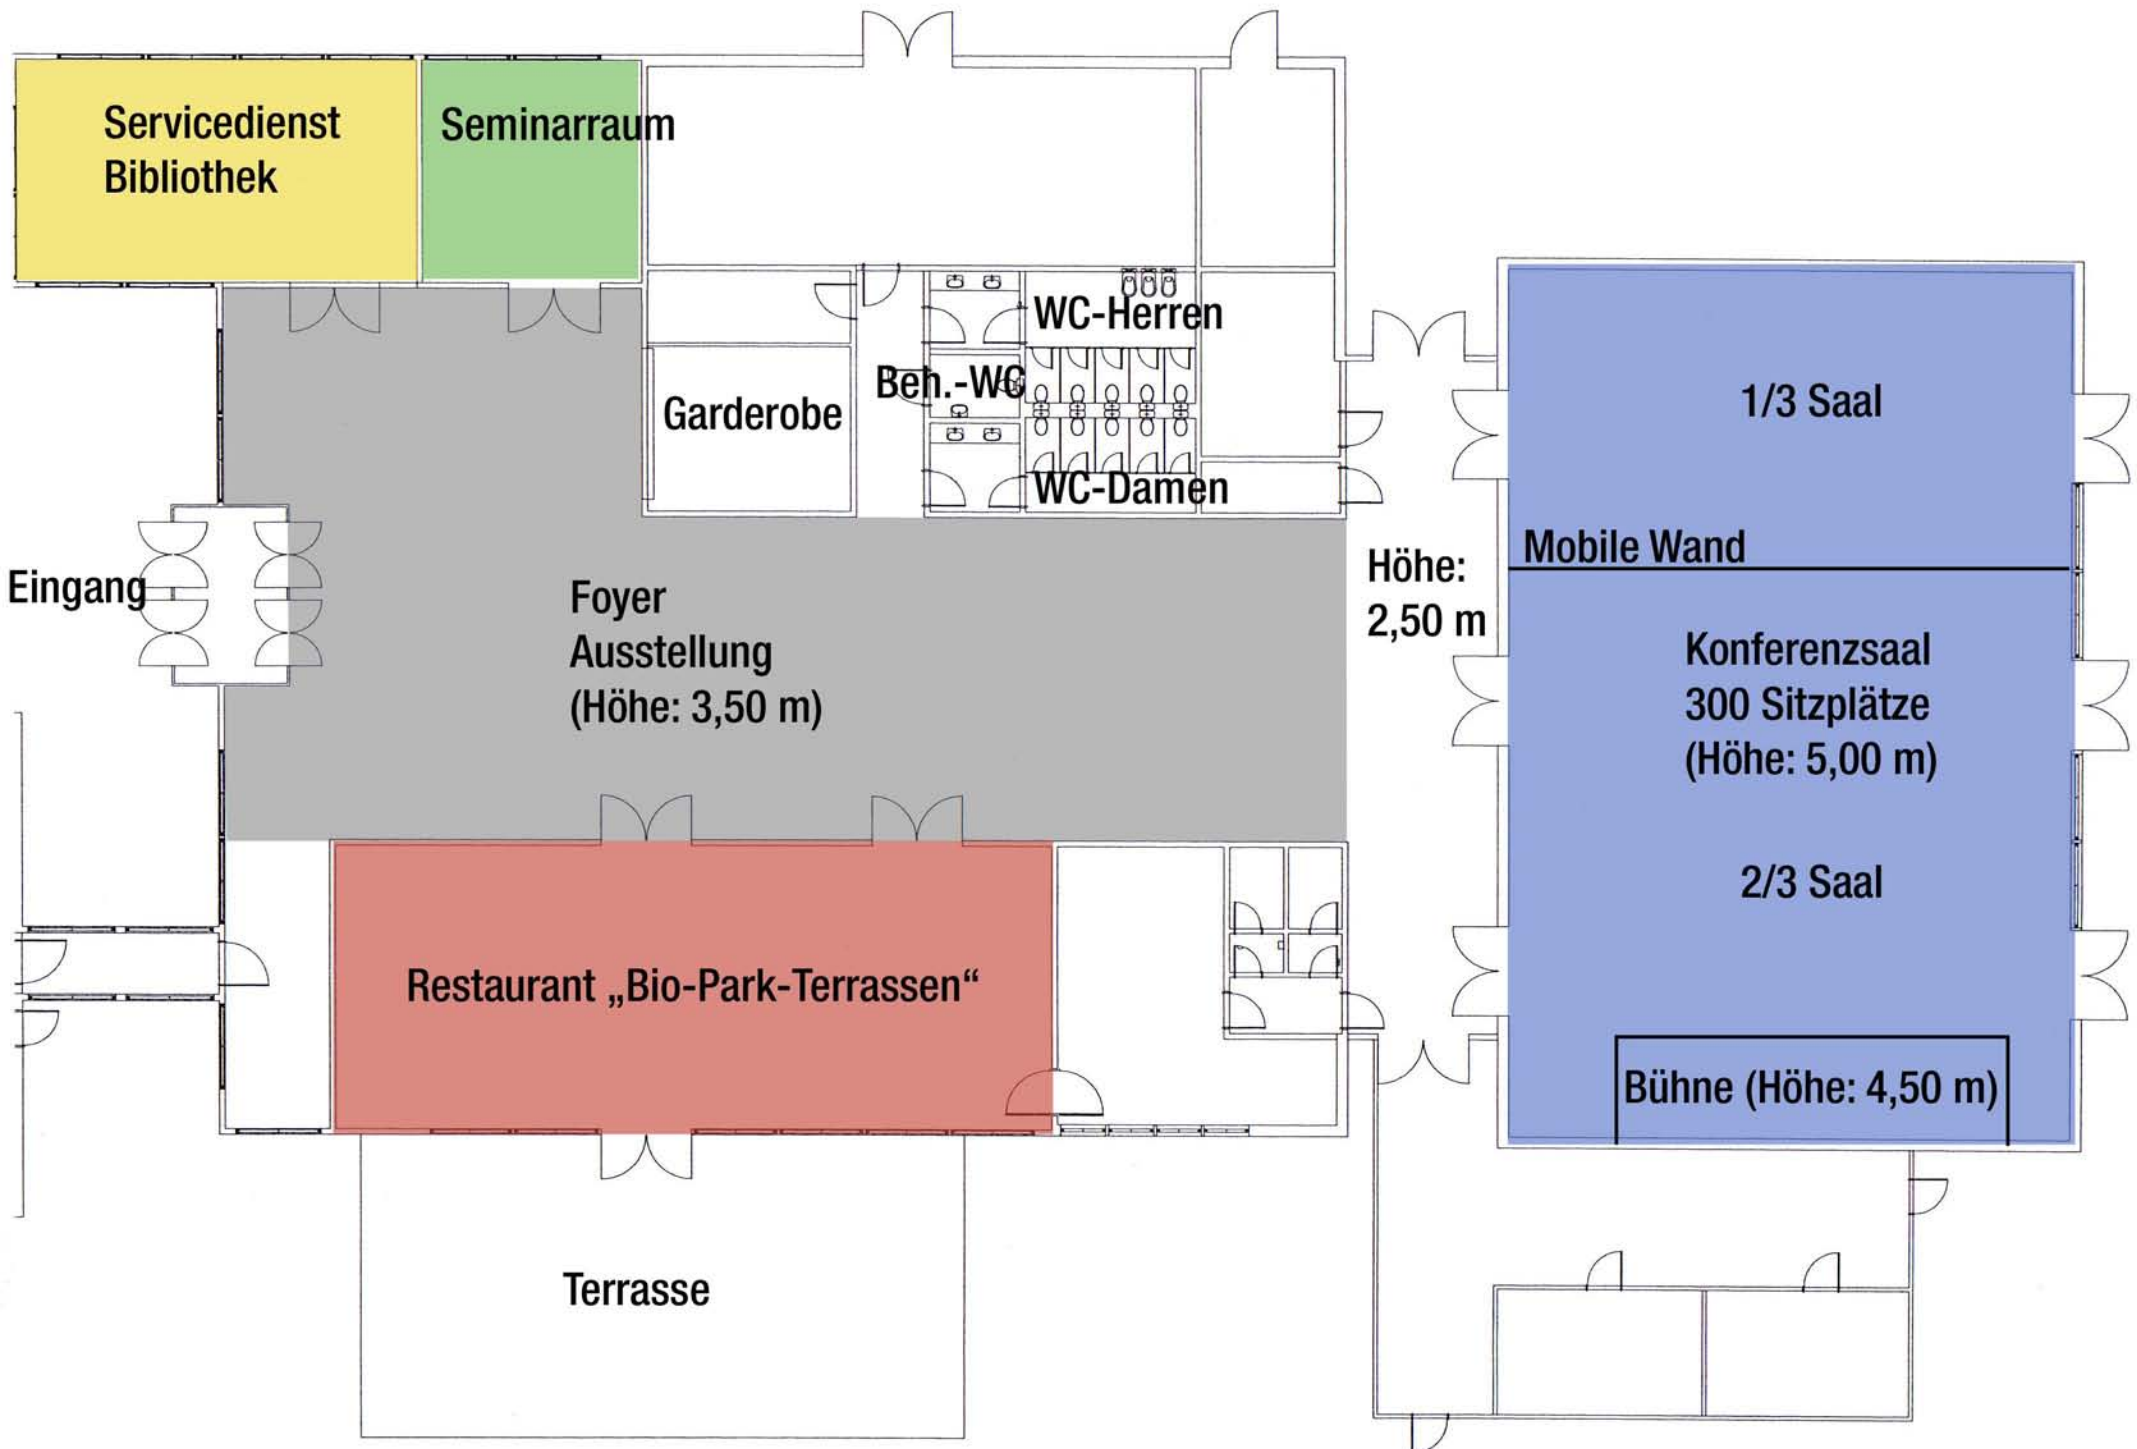 Servicedienst
Bibliothek
Seminarraum
WC-Herren
Beh.-WC
Garderobe
WC-Damen
1/3 Saal
Mobile Wand
Höhe:
2,50 m
Eingang
Foyer
Ausstellung
(Höhe: 3,50 m)
Konferenzsaal
300 Sitzplätze
(Höhe: 5,00 m)
2/3 Saal
Restaurant „Bio-Park-Terrassen“
Bühne (Höhe: 4,50 m)
Terrasse